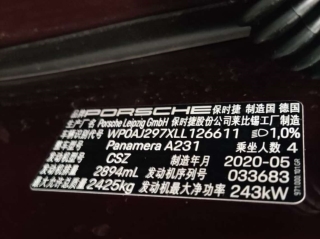 品牌 PORSCHE 保时捷 制造国 德国
生产厂名 Porsche Leipzig GmbH 保时捷股份公司莱比锡工厂制造
车辆识别代号 WP0AJ297XLL126611 1,0%
车辆型号 Panamera A231 乘坐人数 4
发动机型号 CSZ 制造年月 2020-05
发动机排量 2894mL 发动机序列号 033683
最大允许总质量 2425kg 发动机最大净功率 243kW